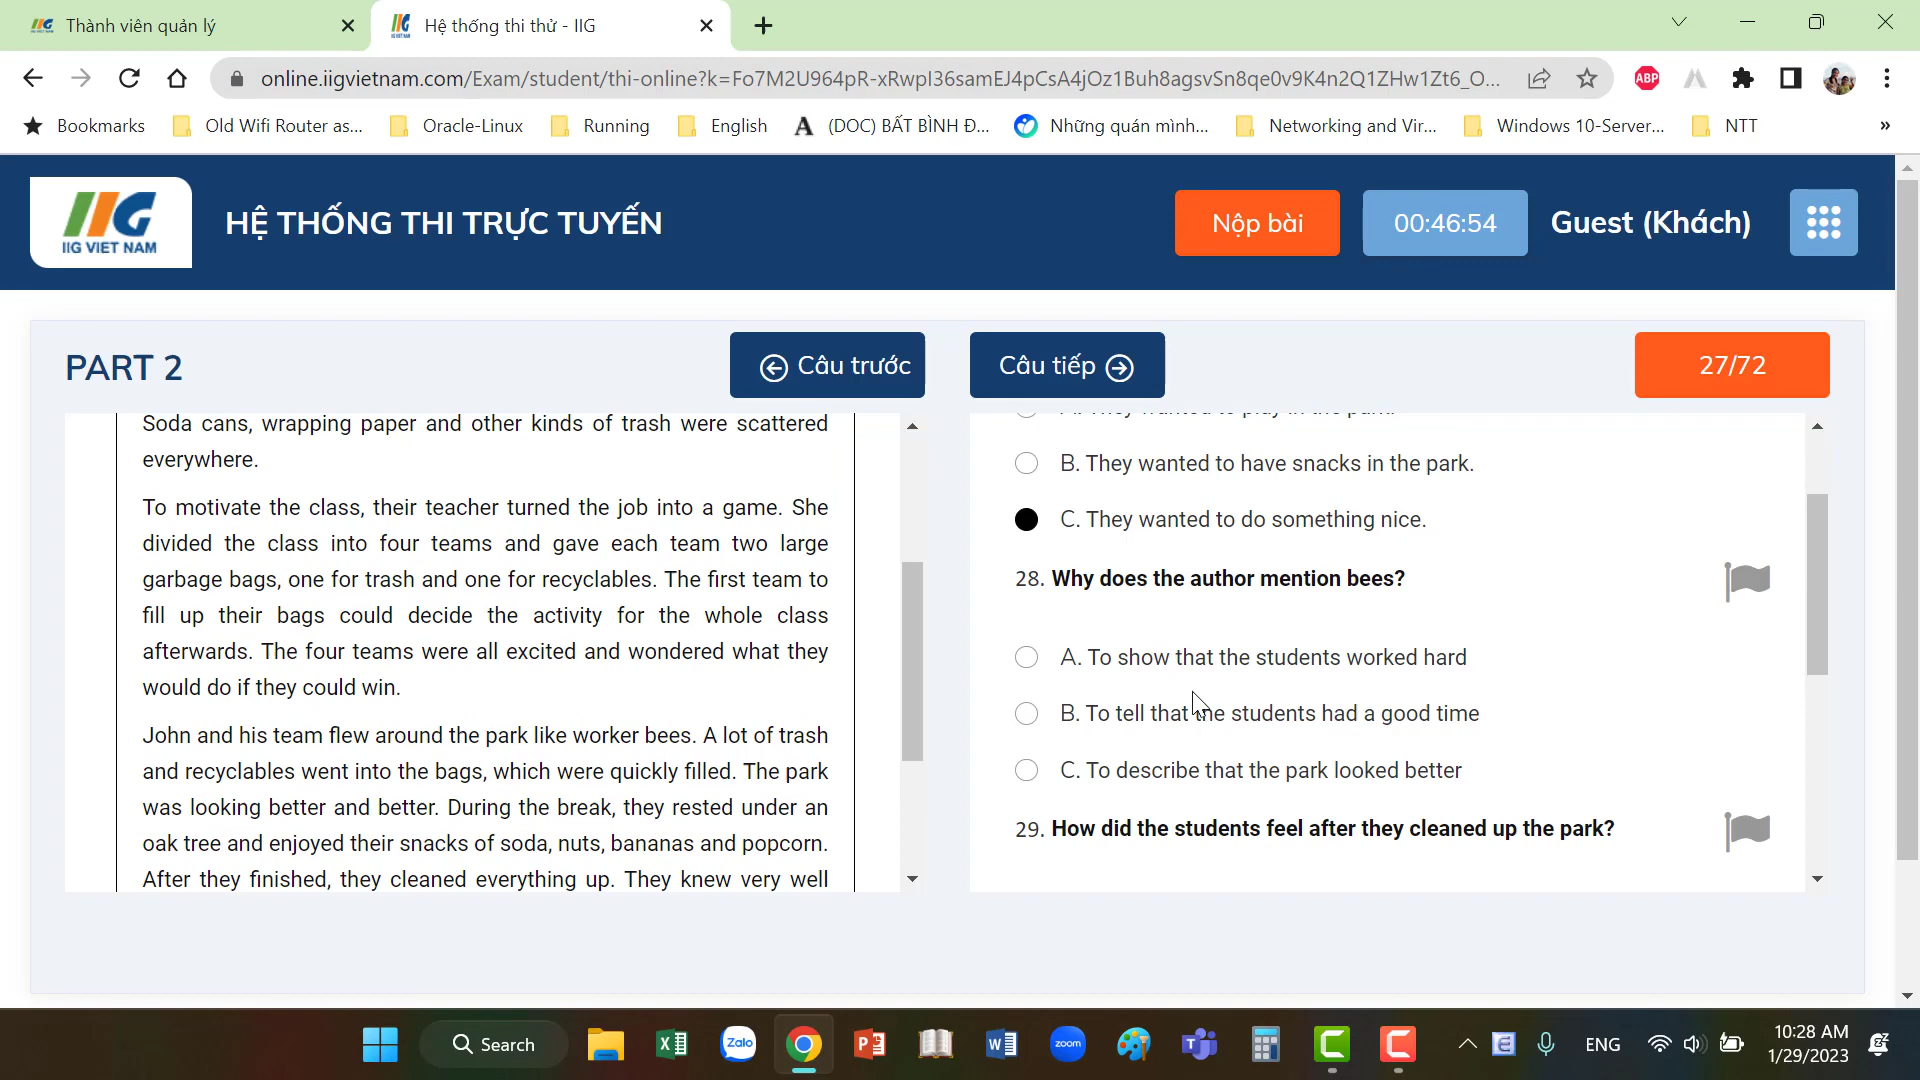 Thành viên quản lý
Hệ thống thi thử - IIG
online.iigvietnam.com/Exam/student/thi-online?k=Fo7M2U964pR-xRwpI36samEJ4pCsA4jOz1Buh8agsvSn8qe0v9K4n2Q1ZHw1Zt6_O...
ABP
Bookmarks
Old Wifi Router as...
Oracle-Linux
Running
English
(DOC) BẤT BÌNH Đ...
Những quán mình...
Networking and Vir...
Windows 10-Server...
NTT
»
IIG VIET NAM
HỆ THỐNG THI TRỰC TUYẾN
Nộp bài
00:46:54
Guest (Khách)
PART 2
Câu trước
Câu tiếp
27/72
Soda cans, wrapping paper and other kinds of trash were scattered
everywhere.
To motivate the class, their teacher turned the job into a game. She
divided the class into four teams and gave each team two large
garbage bags, one for trash and one for recyclables. The first team to
fill up their bags could decide the activity for the whole class
afterwards. The four teams were all excited and wondered what they
would do if they could win.
John and his team flew around the park like worker bees. A lot of trash
and recyclables went into the bags, which were quickly filled. The park
was looking better and better. During the break, they rested under an
oak tree and enjoyed their snacks of soda, nuts, bananas and popcorn.
After they finished, they cleaned everything up. They knew very well
A. They wanted to play in the park.
B. They wanted to have snacks in the park.
C. They wanted to do something nice.
28. Why does the author mention bees?
A. To show that the students worked hard
B. To tell that the students had a good time
C. To describe that the park looked better
29. How did the students feel after they cleaned up the park?
Search
Zalo
zoom
ENG
10:28 AM
1/29/2023